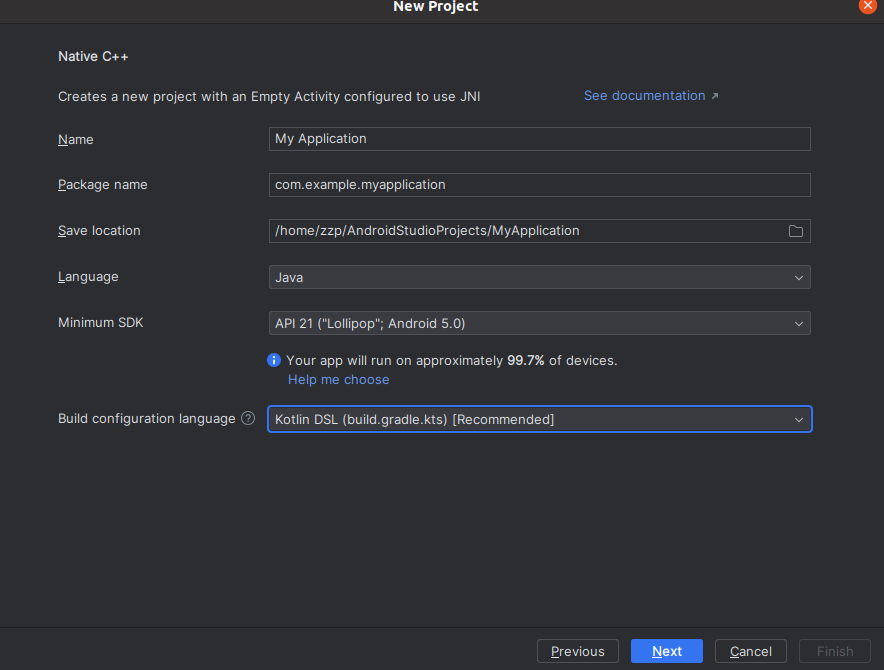 New Project
Native C++
Creates a new project with an Empty Activity configured to use JNI See documentation ↗
Name My Application
Package name com.example.myapplication
Save location /home/zzp/AndroidStudioProjects/MyApplication
Language Java
Minimum SDK API 21 ("Lollipop"; Android 5.0)
Your app will run on approximately 99.7% of devices.
Help me choose
Build configuration language ? Kotlin DSL (build.gradle.kts) [Recommended]
Previous Next Cancel Finish